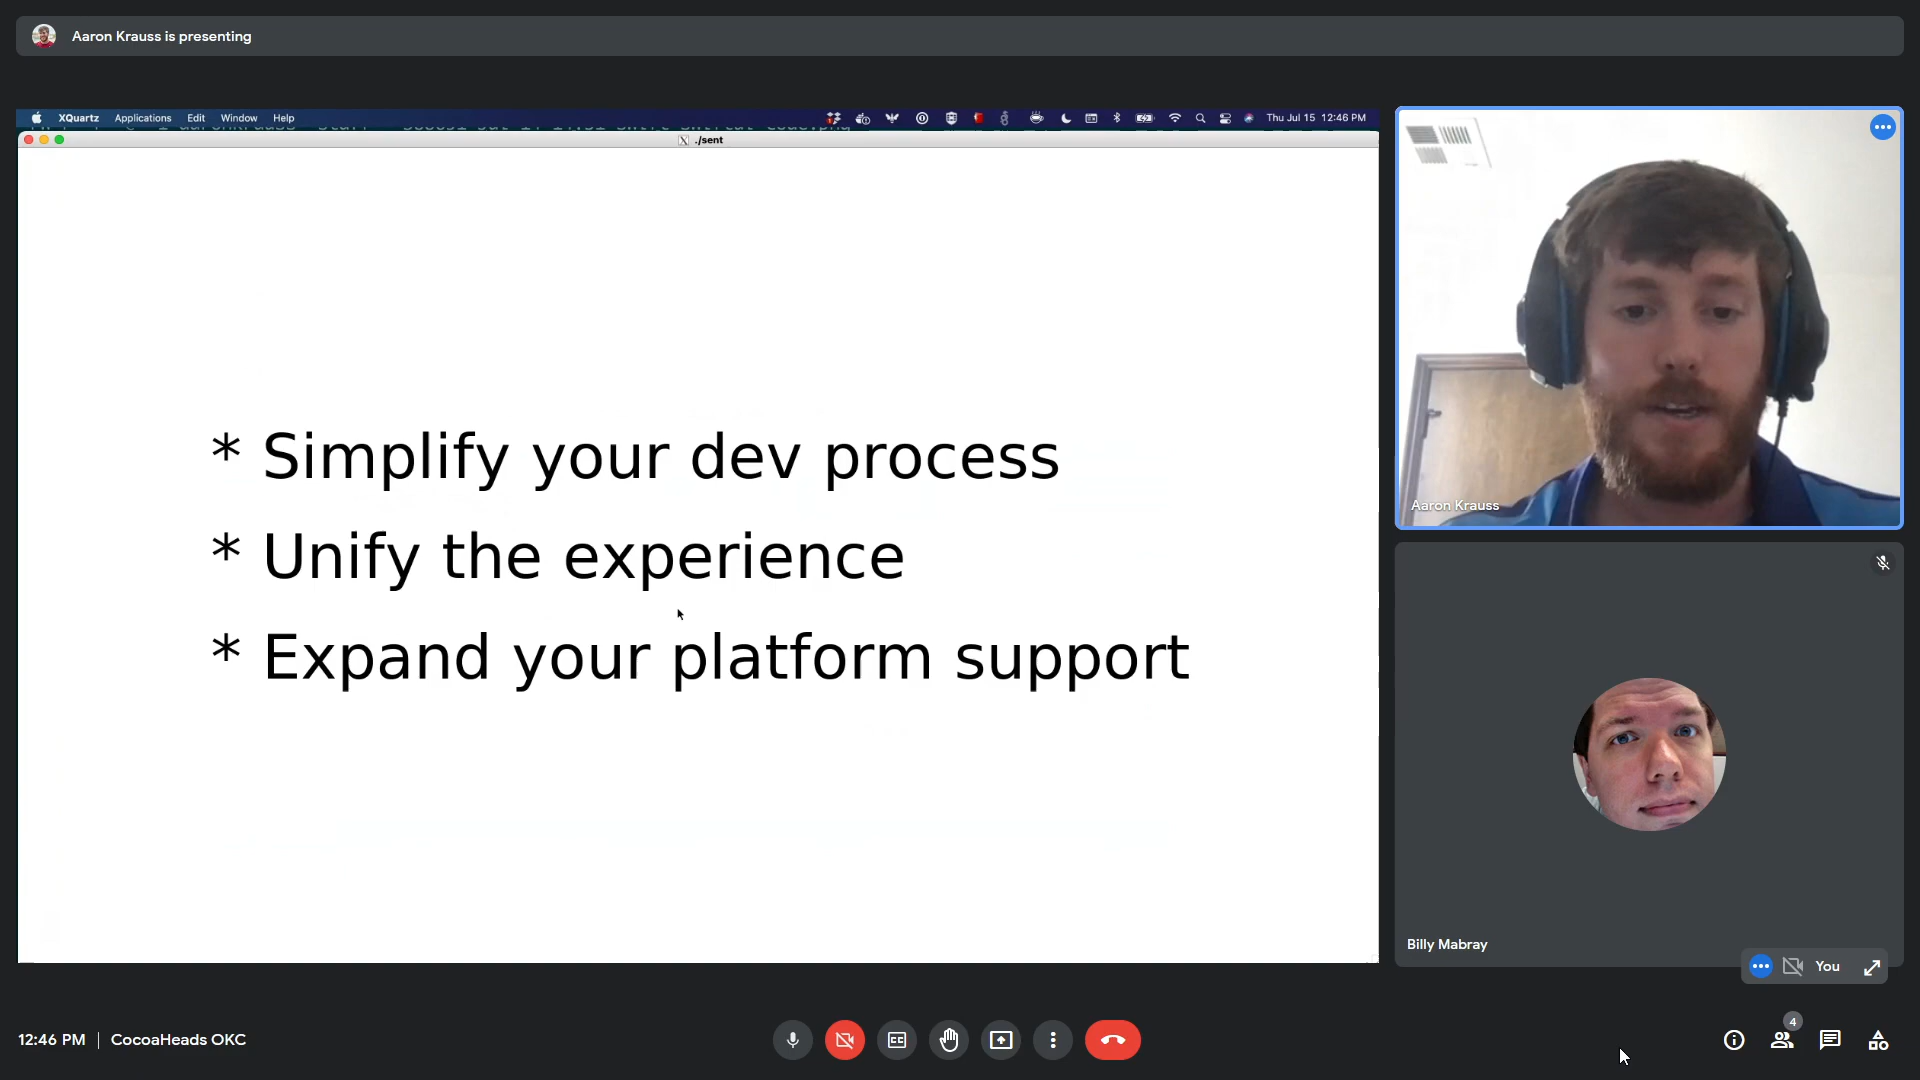 Aaron Krauss is presenting
XQuartz Applications Edit Window Help
Thu Jul 15 12:46 PM
./sent
* Simplify your dev process
* Unify the experience
* Expand your platform support
Aaron Krauss
Billy Mabray
You
12:46 PM | CocoaHeads OKC
4